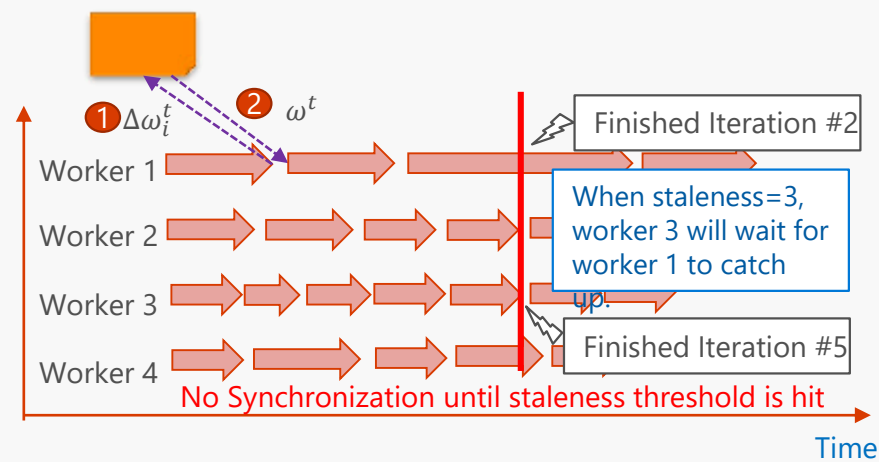 1 Δω_i^t
2 ω^t
Finished Iteration #2
Worker 1
When staleness=3,
worker 3 will wait for
worker 1 to catch
up.
Worker 2
Worker 3
Finished Iteration #5
Worker 4
No Synchronization until staleness threshold is hit
Time